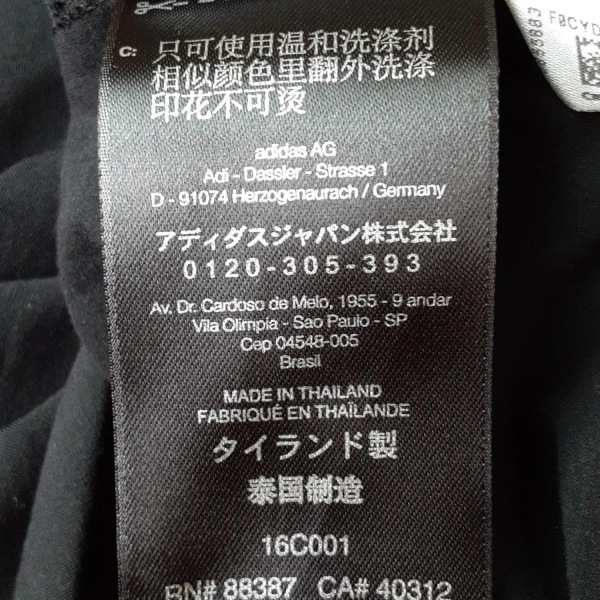 C: 只可使用温和洗涤剂
相似颜色里翻外洗涤
印花不可烫
adidas AG
Adi - Dassler - Strasse 1
D - 91074 Herzogenaurach / Germany
アディダスジャパン株式会社
0120-305-393
Av. Dr. Cardoso de Melo, 1955 - 9 andar
Vila Olimpia - Sao Paulo - SP
Cep 04548-005
Brasil
MADE IN THAILAND
FABRIQUÉ EN THAÏLANDE
タイランド製
泰国制造
16C001
RN# 88387 CA# 40312